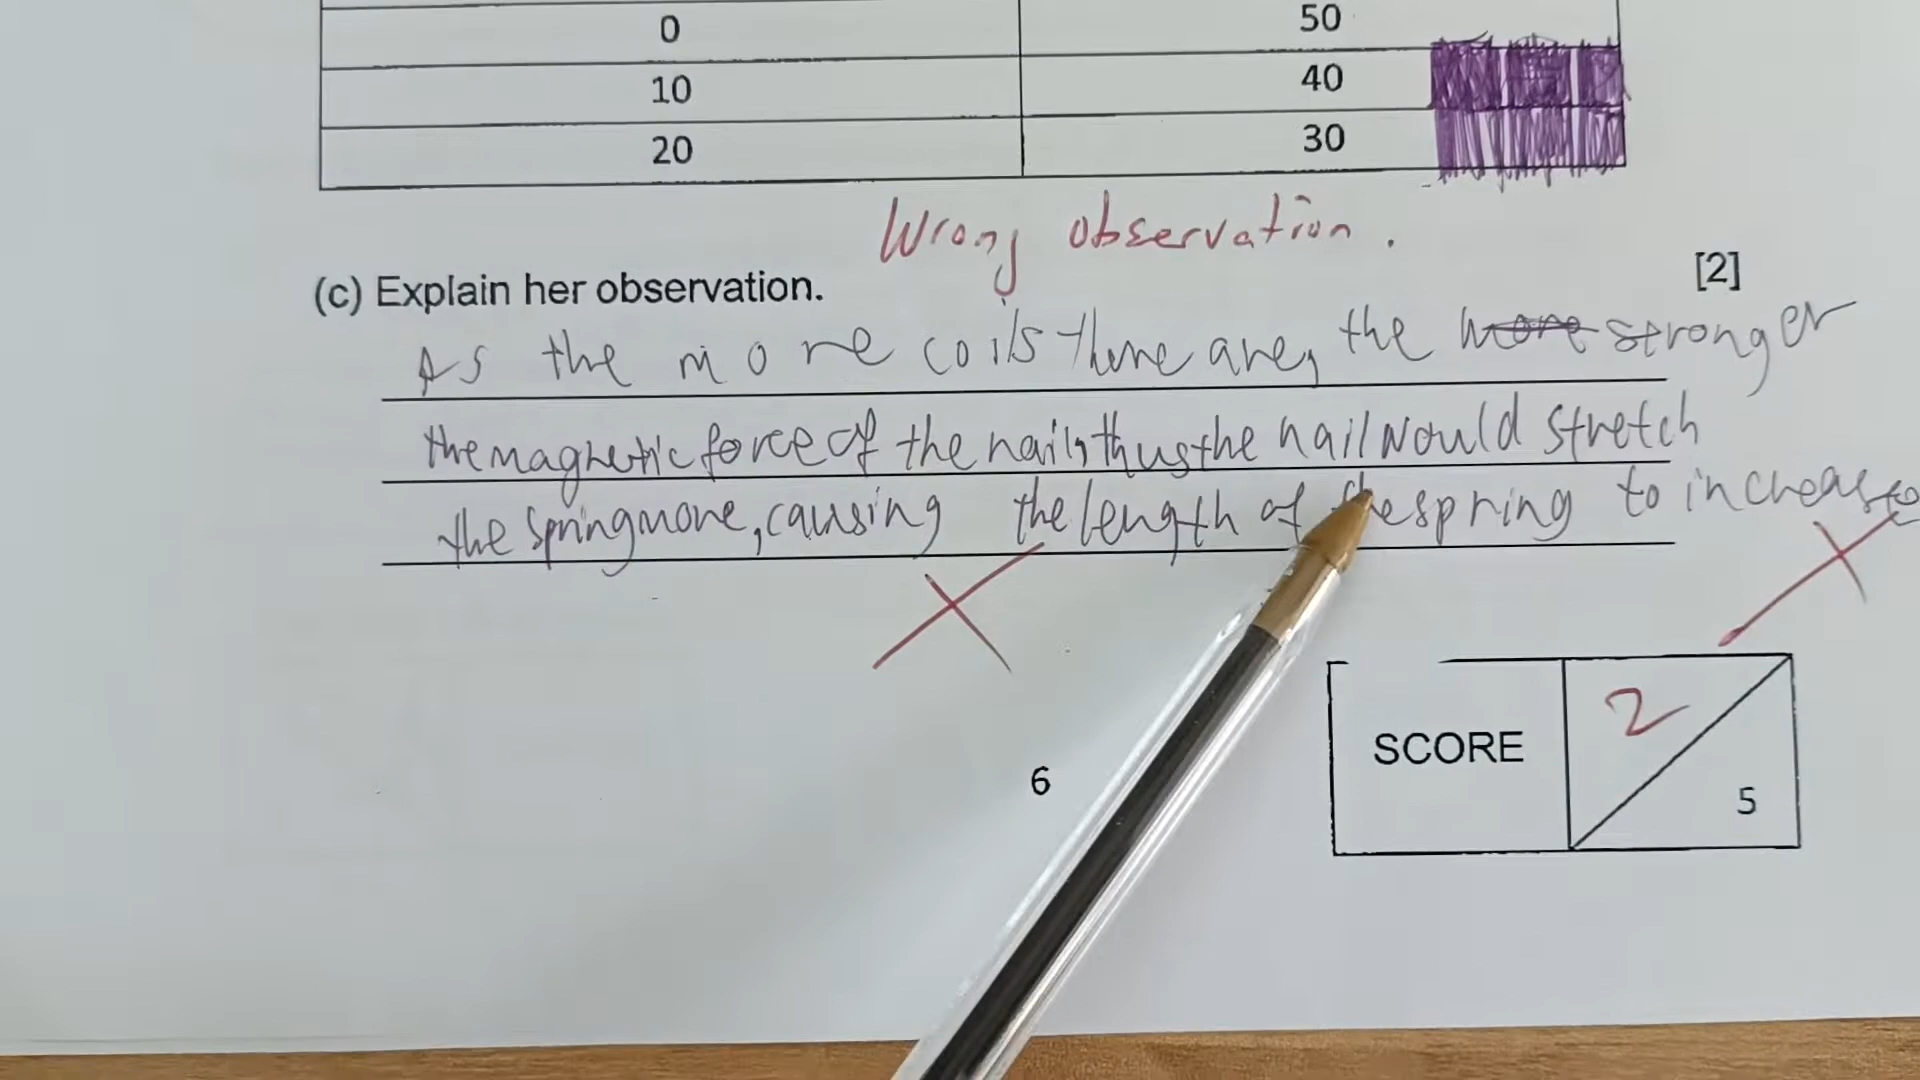 0 50
10 40
20 30
Wrong observation.
(c) Explain her observation. [2]
As the more coils there are, the more stronger
the magnetic force of the nail, thus the nail would stretch
the spring more, causing the length of the spring to increase
SCORE 2
5
6